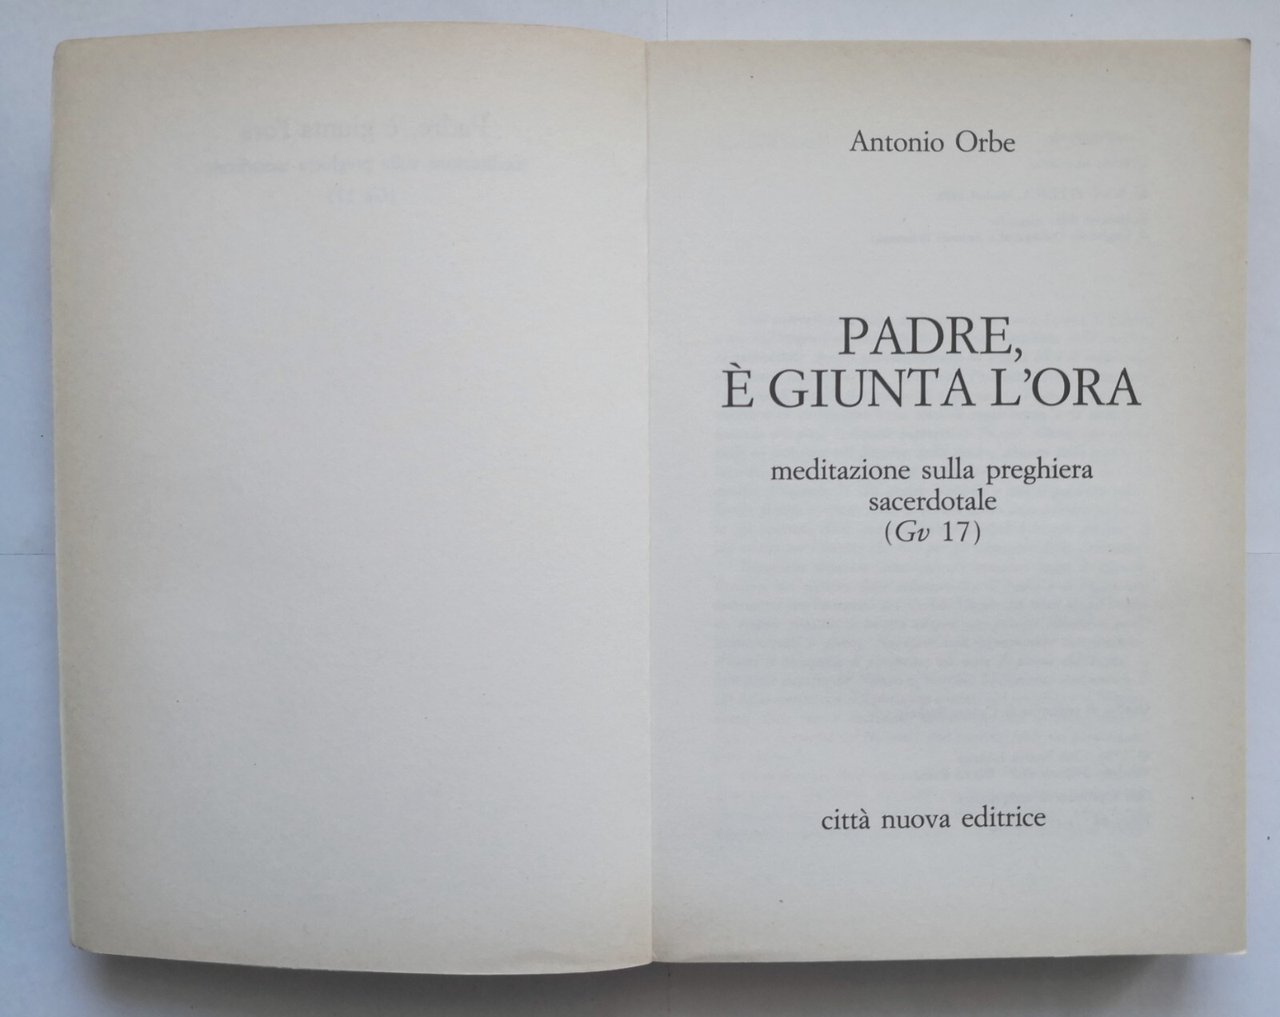 Antonio Orbe
PADRE,
È GIUNTA L'ORA
meditazione sulla preghiera
sacerdotale
(Gv 17)
città nuova editrice